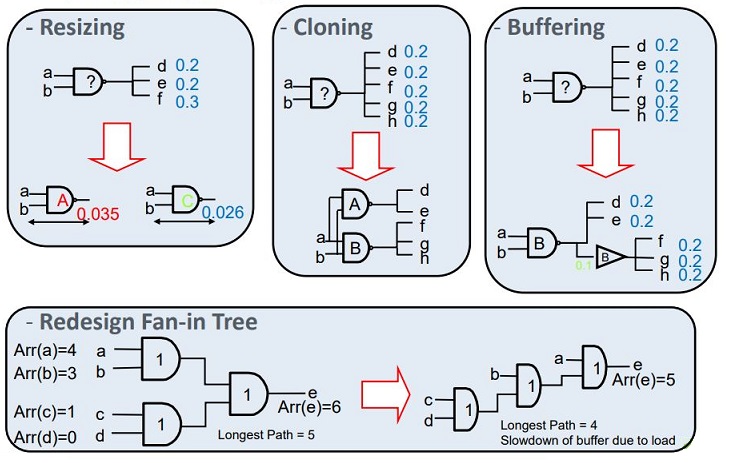 - Resizing
a
b
?
d 0.2
e 0.2
f 0.3
a
b
A
0.035
a
b
C
0.026
- Cloning
a
b
?
d 0.2
e 0.2
f 0.2
g 0.2
h 0.2
a
b
A
B
d
e
f
g
h
- Buffering
a
b
?
d 0.2
e 0.2
f 0.2
g 0.2
h 0.2
a
b
B
d 0.2
e 0.2
0.1
B
f 0.2
g 0.2
h 0.2
- Redesign Fan-in Tree
Arr(a)=4 a
Arr(b)=3 b
1
Arr(c)=1 c
Arr(d)=0 d
1
1
e
Arr(e)=6
Longest Path = 5
c
d
1
b
1
a
1
e
Arr(e)=5
Longest Path = 4
Slowdown of buffer due to load